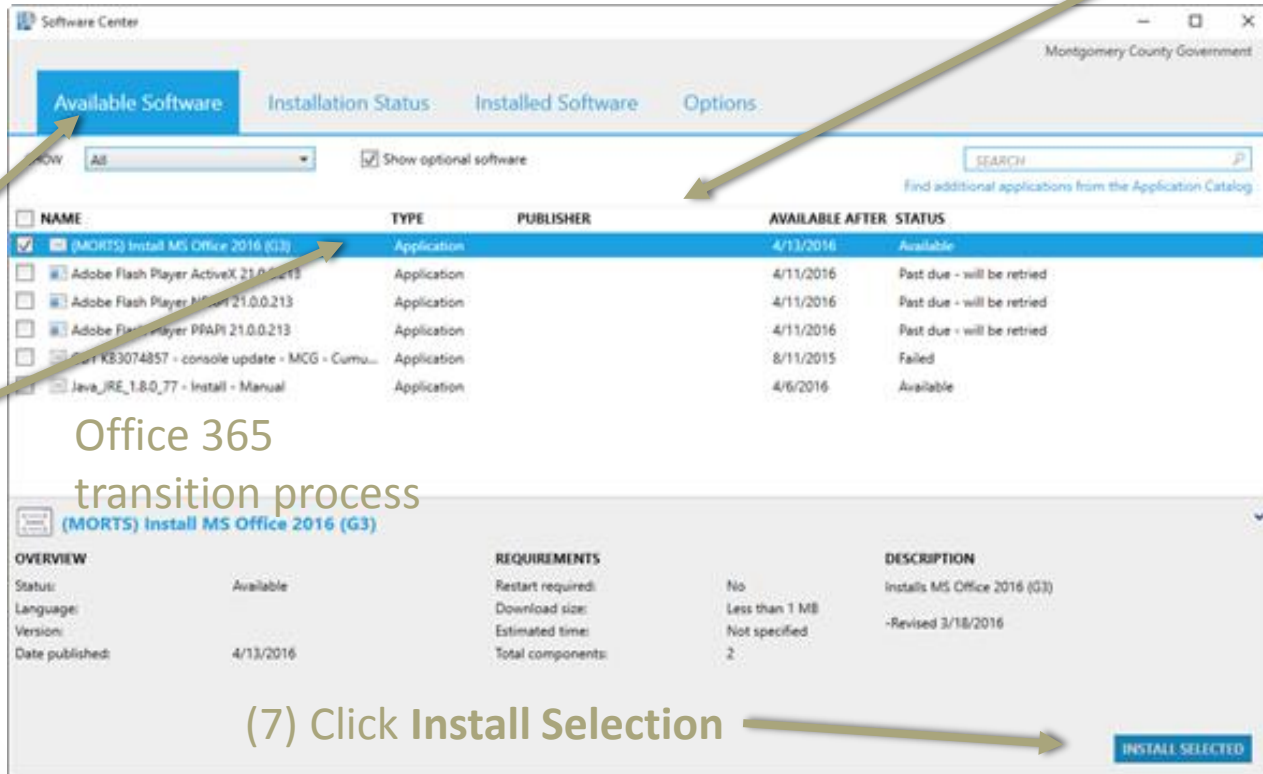 Software Center
Montgomery County Government
Available Software Installation Status Installed Software Options
All Show optional software SEARCH
Find additional applications from the Application Catalog
NAME TYPE PUBLISHER AVAILABLE AFTER STATUS
(MORTS) Install MS Office 2016 (G3) Application 4/13/2016 Available
Adobe Flash Player ActiveX 21.0.0.213 Application 4/11/2016 Past due - will be retried
Adobe Flash Player 21.0.0.213 Application 4/11/2016 Past due - will be retried
Adobe Flash Player PPAPI 21.0.0.213 Application 4/11/2016 Past due - will be retried
KB3074857 - console update - MCG - Cumu... Application 8/11/2015 Failed
Java_JRE_1.8.0_77 - Install - Manual Application 4/6/2016 Available
Office 365
transition process
(MORTS) Install MS Office 2016 (G3)
OVERVIEW REQUIREMENTS DESCRIPTION
Status: Available Restart required: No Installs MS Office 2016 (G3)
Language: Download size: Less than 1 MB
Version: Estimated time: Not specified -Revised 3/18/2016
Date published: 4/13/2016 Total components: 2
(7) Click Install Selection
INSTALL SELECTED